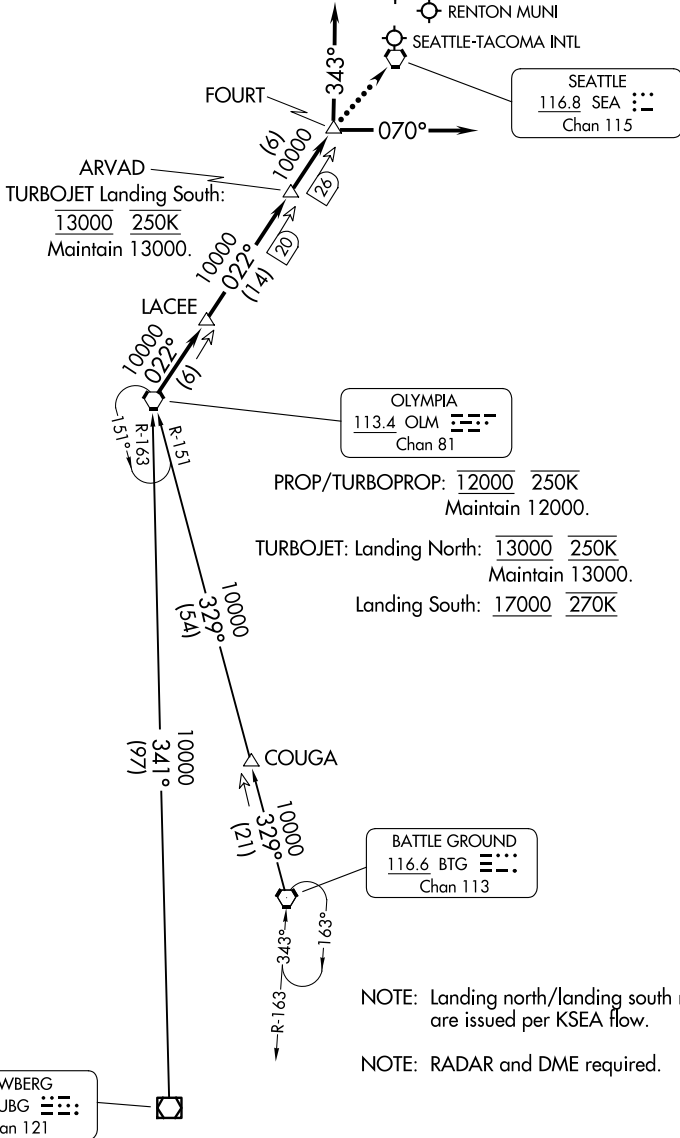 RENTON MUNI
SEATTLE-TACOMA INTL
343°
SEATTLE
116.8 SEA
Chan 115
FOURT
070°
(6)
10000
26
ARVAD
TURBOJET Landing South:
13000 250K
Maintain 13000.
10000
022°
(14)
20
LACEE
10000
022°
(6)
OLYMPIA
113.4 OLM
Chan 81
151°
R-163
R-151
PROP/TURBOPROP: 12000 250K
Maintain 12000.
TURBOJET: Landing North: 13000 250K
Maintain 13000.
Landing South: 17000 270K
10000
329°
(54)
10000
341°
(97)
COUGA
10000
329°
(21)
BATTLE GROUND
116.6 BTG
Chan 113
343°
163°
R-163
NOTE: Landing north/landing south
are issued per KSEA flow.
NOTE: RADAR and DME required.
WBERG
UBG
an 121